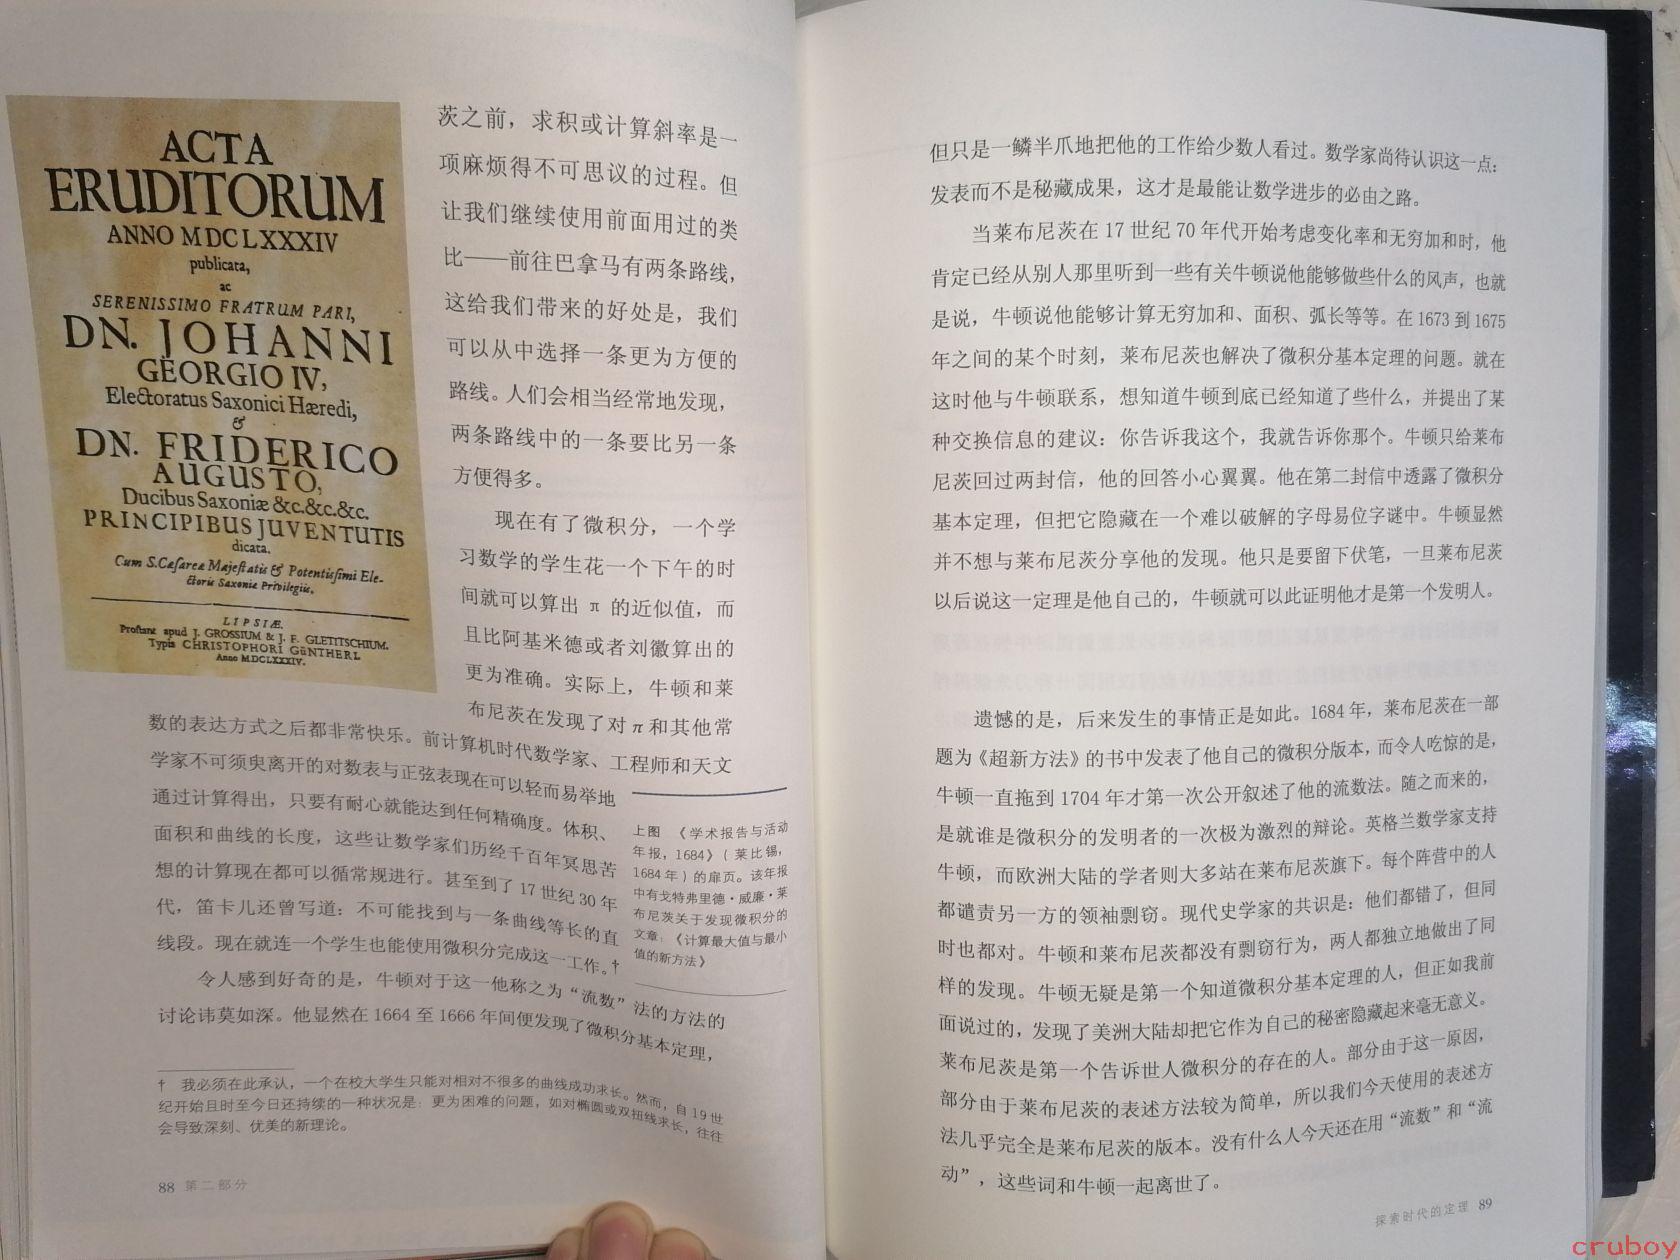 ACTA
ERUDITORUM
ANNO MDCLXXXIV
publicata,
ac
SERENISSIMO FRATRUM PARI,
DN. JOHANNI
GEORGIO IV,
Electoratus Saxonici Hæredi,
&
DN. FRIDERICO
AUGUSTO,
Ducibus Saxoniæ &c.&c.&c.
PRINCIPIBUS JUVENTUTIS
dicata.
Cum S.Cæsareæ Majestatis & Potentissimi Ele-
ctoris Saxoniæ Privilegiis.
LIPSIÆ.
Prostant apud J. GROSSIUM & J. F. GLETITSCHIUM.
Typis CHRISTOPHORI GüNTHERI.
Anno MDCLXXXIV.
茨之前，求积或计算斜率是一
项麻烦得不可思议的过程。但
让我们继续使用前面用过的类
比——前往巴拿马有两条路线，
这给我们带来的好处是，我们
可以从中选择一条更为方便的
路线。人们会相当经常地发现，
两条路线中的一条要比另一条
方便得多。
现在有了微积分，一个学
习数学的学生花一个下午的时
间就可以算出 π 的近似值，而
且比阿基米德或者刘徽算出的
更为准确。实际上，牛顿和莱
布尼茨在发现了对π和其他常
数的表达方式之后都非常快乐。前计算机时代数学家、工程师和天文
学家不可须臾离开的对数表与正弦表现在可以轻而易举地
通过计算得出，只要有耐心就能达到任何精确度。体积、
面积和曲线的长度，这些让数学家们历经千百年冥思苦
想的计算现在都可以循常规进行。甚至到了 17 世纪 30 年
代，笛卡儿还曾写道：不可能找到与一条曲线等长的直
线段。现在就连一个学生也能使用微积分完成这一工作。†
令人感到好奇的是，牛顿对于这一他称之为“流数”法的方法的
讨论讳莫如深。他显然在 1664 至 1666 年间便发现了微积分基本定理，
上图 《学术报告与活动
年报，1684》（莱比锡，
1684 年）的扉页。该年报
中有戈特弗里德·威廉·莱
布尼茨关于发现微积分的
文章：《计算最大值与最小
值的新方法》
† 我必须在此承认，一个在校大学生只能对相对不很多的曲线成功求长。然而，自 19 世
纪开始且时至今日还持续的一种状况是：更为困难的问题，如对椭圆或双扭线求长，往往
会导致深刻、优美的新理论。
88 第二部分
但只是一鳞半爪地把他的工作给少数人看过。数学家尚待认识这一点：
发表而不是秘藏成果，这才是最能让数学进步的必由之路。
当莱布尼茨在 17 世纪 70 年代开始考虑变化率和无穷加和时，他
肯定已经从别人那里听到一些有关牛顿说他能够做些什么的风声，也就
是说，牛顿说他能够计算无穷加和、面积、弧长等等。在 1673 到 1675
年之间的某个时刻，莱布尼茨也解决了微积分基本定理的问题。就在
这时他与牛顿联系，想知道牛顿到底已经知道了些什么，并提出了某
种交换信息的建议：你告诉我这个，我就告诉你那个。牛顿只给莱布
尼茨回过两封信，他的回答小心翼翼。他在第二封信中透露了微积分
基本定理，但把它隐藏在一个难以破解的字母易位字谜中。牛顿显然
并不想与莱布尼茨分享他的发现。他只是要留下伏笔，一旦莱布尼茨
以后说这一定理是他自己的，牛顿就可以此证明他才是第一个发明人。
遗憾的是，后来发生的事情正是如此。1684 年，莱布尼茨在一部
题为《超新方法》的书中发表了他自己的微积分版本，而令人吃惊的是，
牛顿一直拖到 1704 年才第一次公开叙述了他的流数法。随之而来的，
是就谁是微积分的发明者的一次极为激烈的辩论。英格兰数学家支持
牛顿，而欧洲大陆的学者则大多站在莱布尼茨旗下。每个阵营中的人
都谴责另一方的领袖剽窃。现代史学家的共识是：他们都错了，但同
时也都对。牛顿和莱布尼茨都没有剽窃行为，两人都独立地做出了同
样的发现。牛顿无疑是第一个知道微积分基本定理的人，但正如我前
面说过的，发现了美洲大陆却把它作为自己的秘密隐藏起来毫无意义。
莱布尼茨是第一个告诉世人微积分的存在的人。部分由于这一原因，
部分由于莱布尼茨的表述方法较为简单，所以我们今天使用的表述方
法几乎完全是莱布尼茨的版本。没有什么人今天还在用“流数”和“流
动”，这些词和牛顿一起离世了。
探索时代的定理 89
cruboy